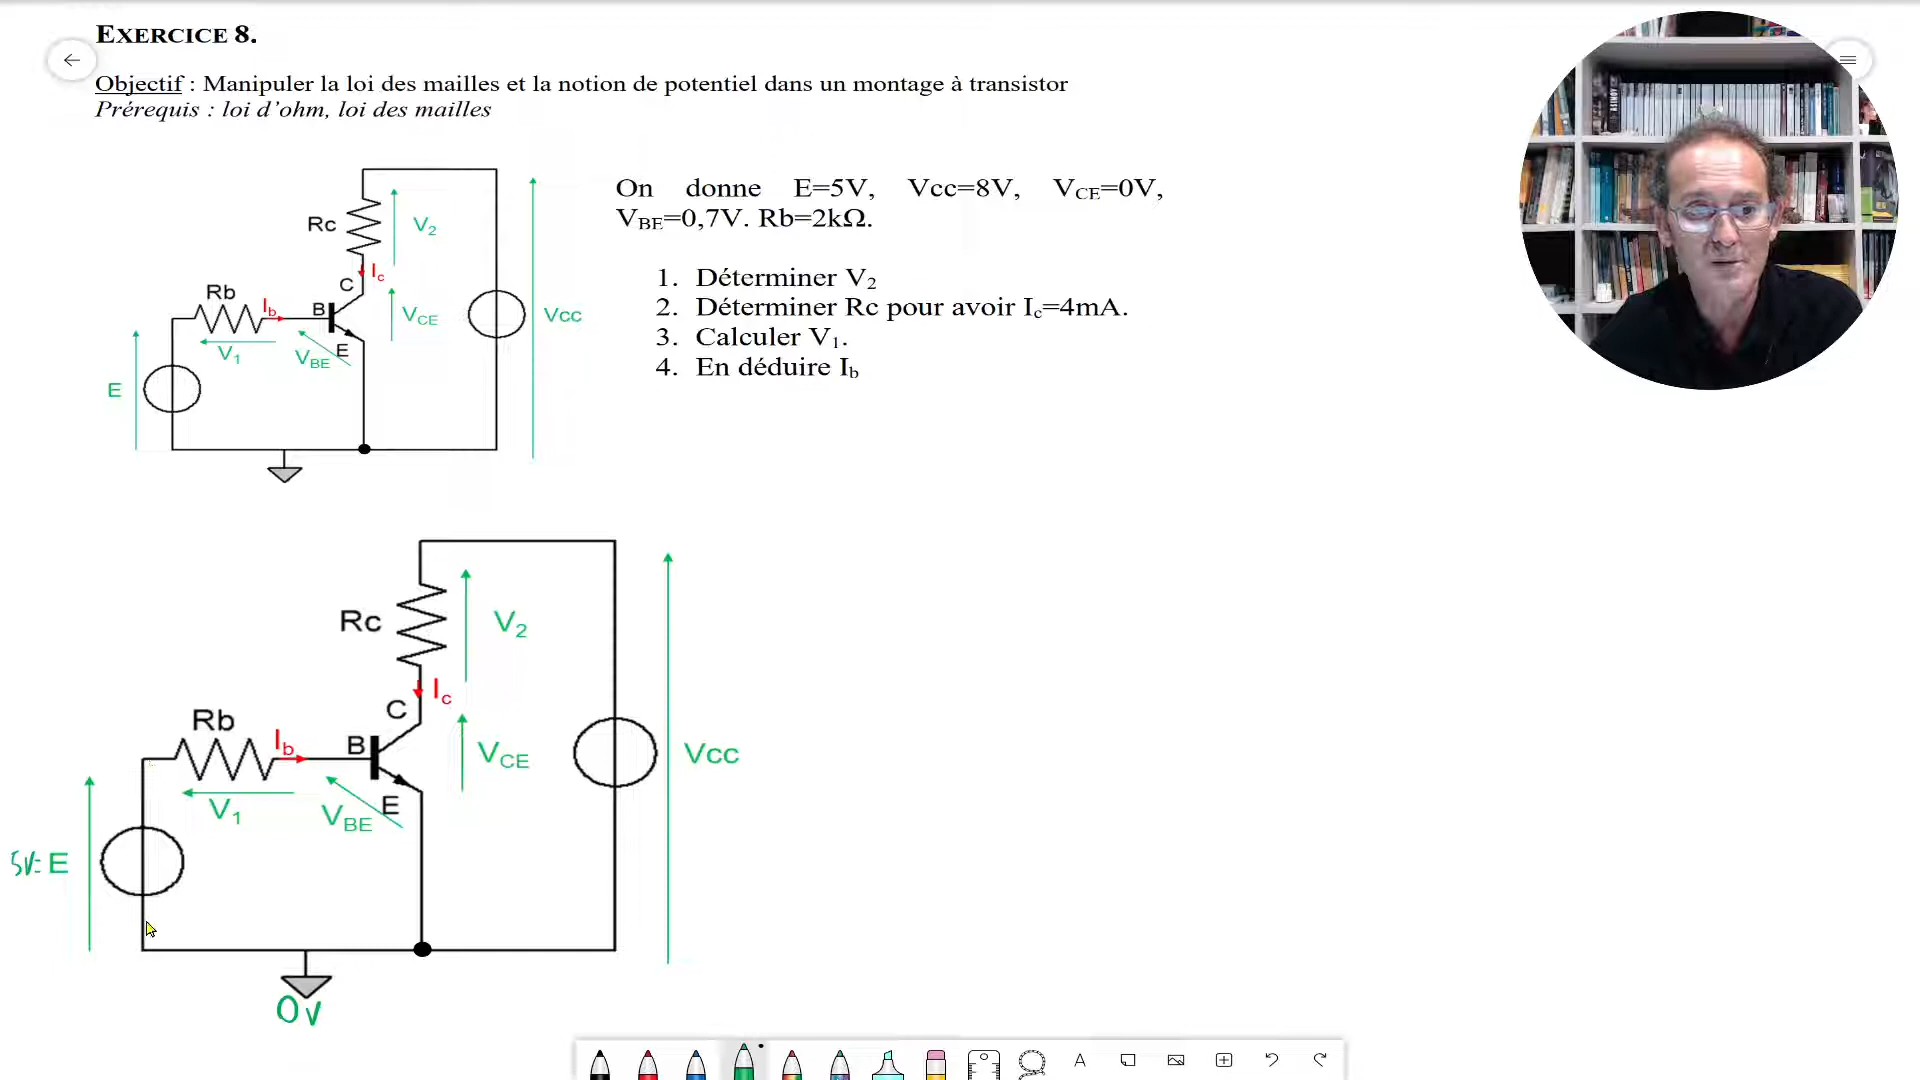 EXERCICE 8.
Objectif : Manipuler la loi des mailles et la notion de potentiel dans un montage à transistor
Prérequis : loi d'ohm, loi des mailles
On donne E=5V, Vcc=8V, VCE=0V,
VBE=0,7V. Rb=2kΩ.
1. Déterminer V2
2. Déterminer Rc pour avoir Ic=4mA.
3. Calculer V1.
4. En déduire Ib
Rc
V2
Ic
C
Rb
Ib
B
VCE
Vcc
V1
VBE
E
E
Rc
V2
Ic
C
Rb
Ib
B
VCE
Vcc
V1
VBE
E
5V= E
0V
A